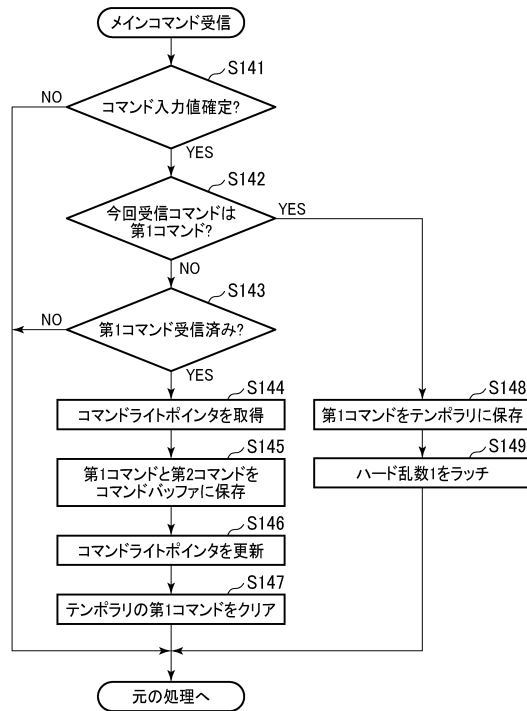 メインコマンド受信
S141
NO
コマンド入力値確定?
YES
S142
今回受信コマンドは
第1コマンド?
YES
NO
S143
NO
第1コマンド受信済み?
YES
S144
コマンドライトポインタを取得
S145
第1コマンドと第2コマンドを
コマンドバッファに保存
S146
コマンドライトポインタを更新
S147
テンポラリの第1コマンドをクリア
S148
第1コマンドをテンポラリに保存
S149
ハード乱数1をラッチ
元の処理へ